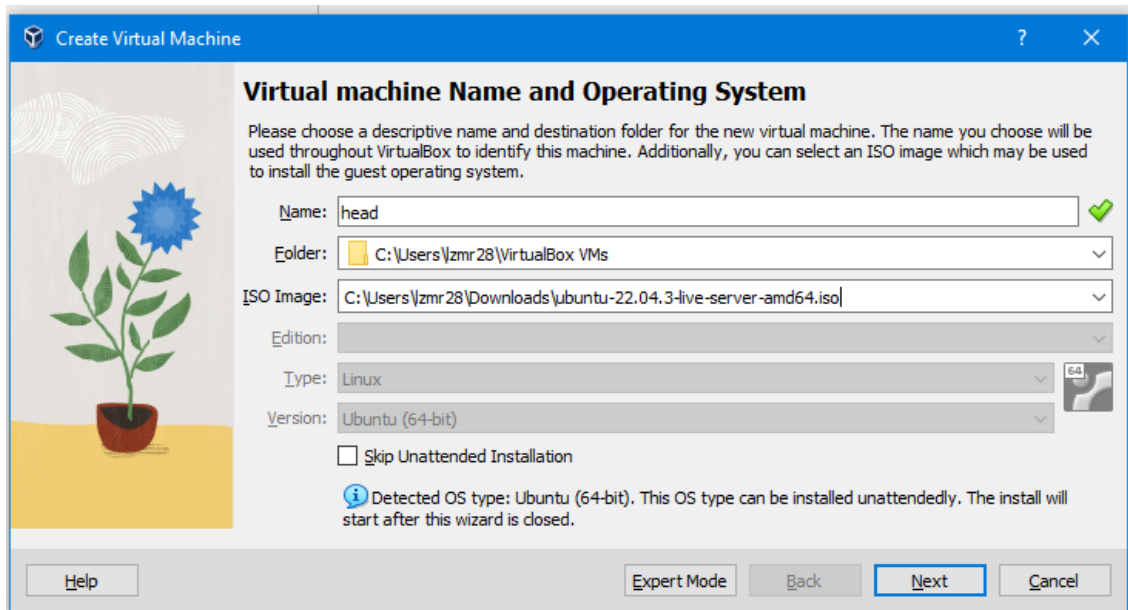 Create Virtual Machine
?
Virtual machine Name and Operating System
Please choose a descriptive name and destination folder for the new virtual machine. The name you choose will be
used throughout VirtualBox to identify this machine. Additionally, you can select an ISO image which may be used
to install the guest operating system.
Name: head
Folder: C:\Users\lzmr28\VirtualBox VMs
ISO Image: C:\Users\lzmr28\Downloads\ubuntu-22.04.3-live-server-amd64.iso
Edition:
Type: Linux
64
Version: Ubuntu (64-bit)
Skip Unattended Installation
Detected OS type: Ubuntu (64-bit). This OS type can be installed unattendedly. The install will
start after this wizard is closed.
Help Expert Mode Back Next Cancel